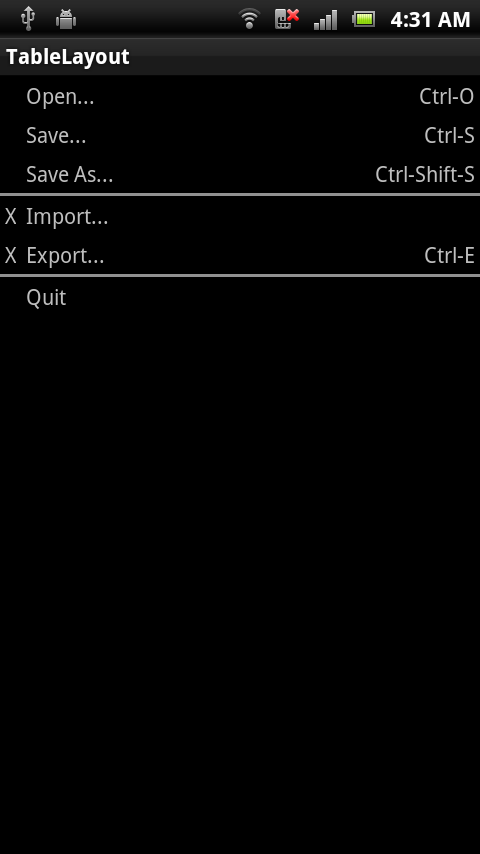 4:31 AM
TableLayout
Open... Ctrl-O
Save... Ctrl-S
Save As... Ctrl-Shift-S
X Import...
X Export... Ctrl-E
Quit